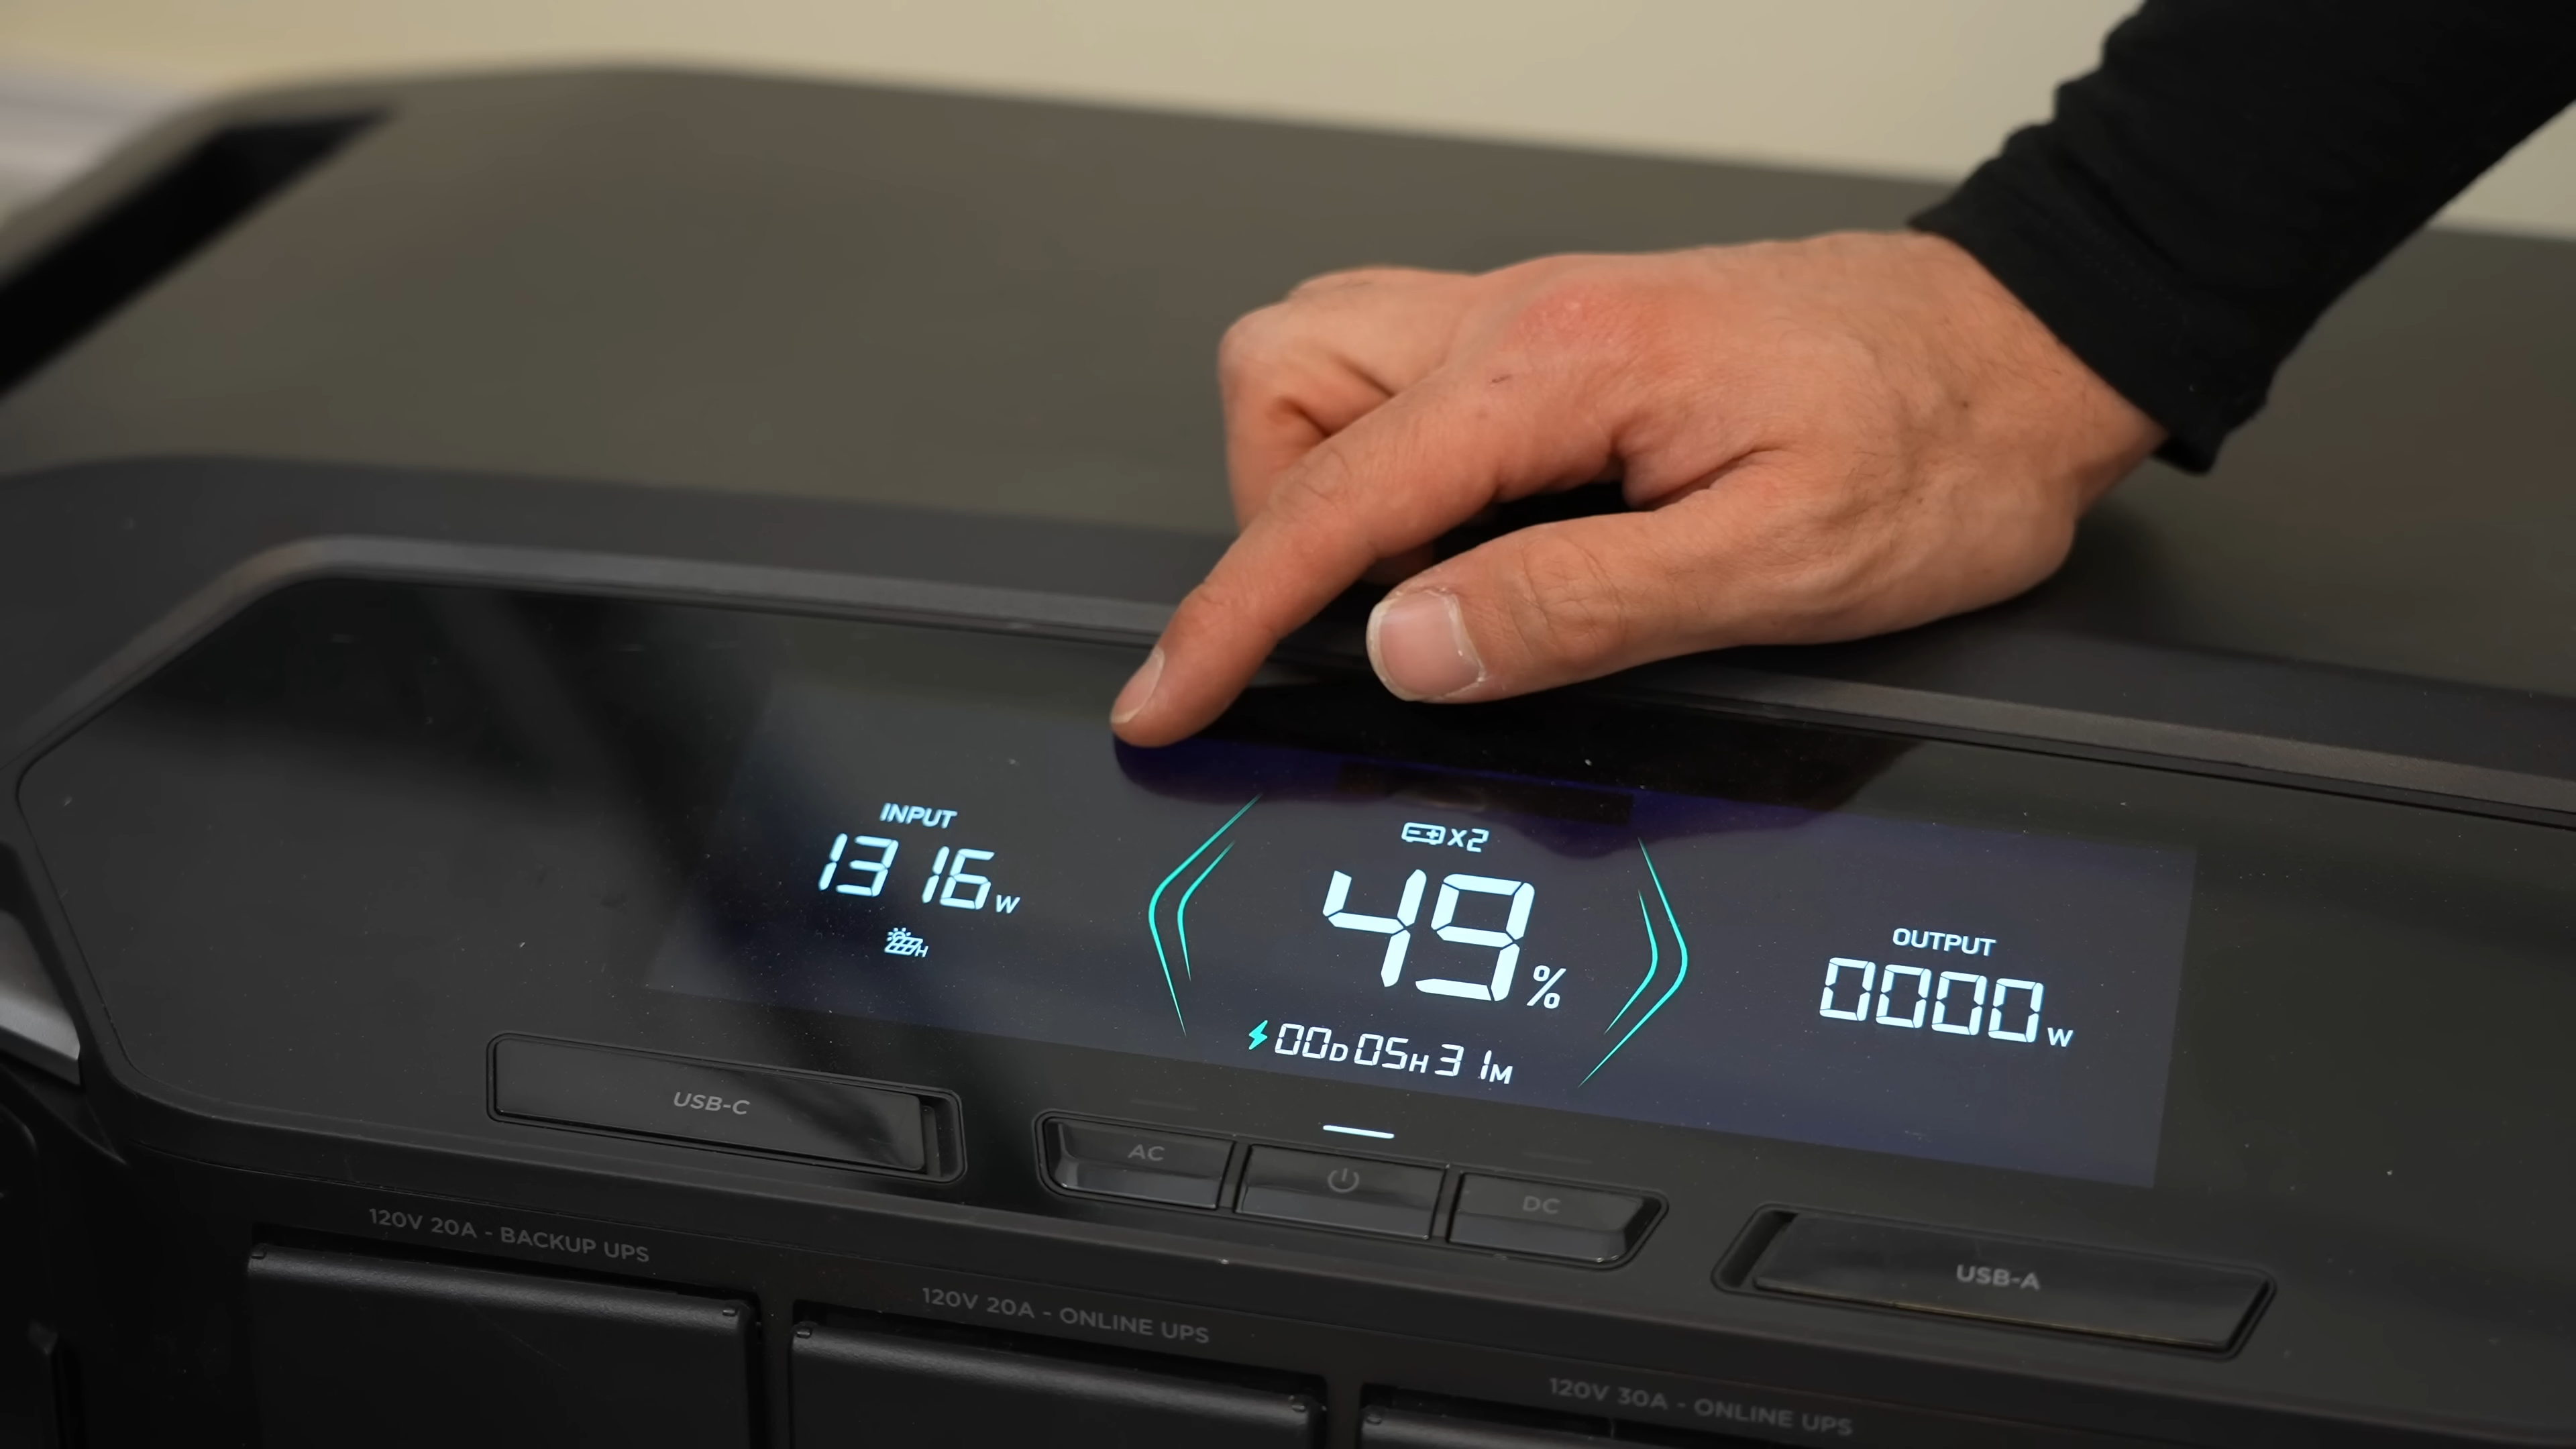 INPUT
1316W
H
X2
49%
00D05H31M
OUTPUT
0000W
USB-C
AC
DC
USB-A
120V 20A - BACKUP UPS
120V 20A - ONLINE UPS
120V 30A - ONLINE UPS